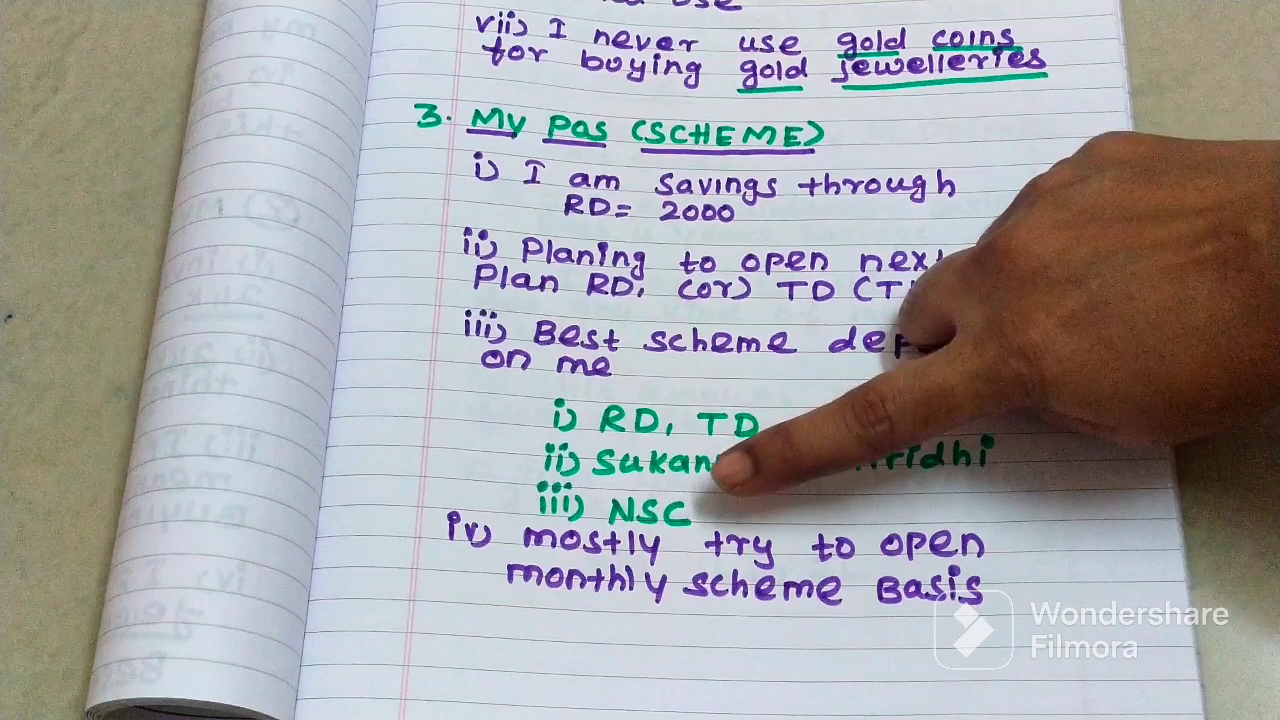 use
vii) I never use gold coins
for buying gold jewelleries
3. My POS (SCHEME)
i) I am savings through
RD= 2000
ii) Planing to open
Plan RD, (or) TD
iii) Best scheme
on me
i) RD, TD
ii)
iii) NSC
iv) mostly try to open
monthly scheme Basis
Wondershare
Filmora